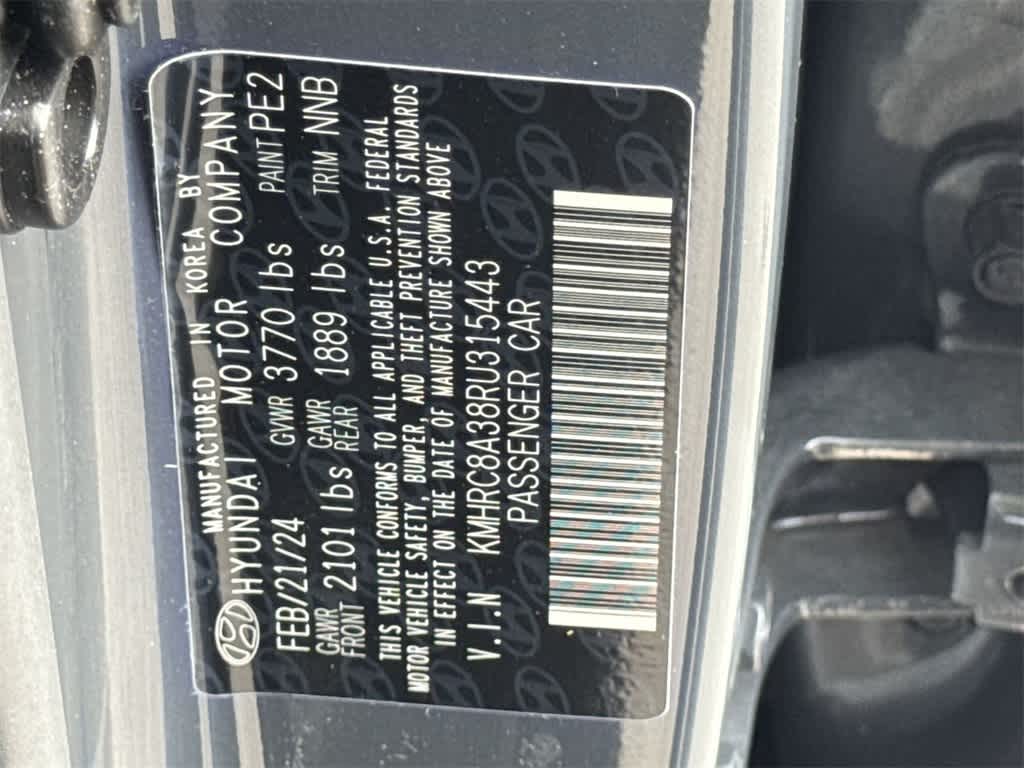 MANUFACTURED IN KOREA BY
HYUNDAI MOTOR COMPANY
FEB/21/24 GVWR 3770 lbs PAINT PE2
GAWR FRONT 2101 lbs GAWR REAR 1889 lbs TRIM NNB
THIS VEHICLE CONFORMS TO ALL APPLICABLE U.S.A. FEDERAL
MOTOR VEHICLE SAFETY, BUMPER, AND THEFT PREVENTION STANDARDS
IN EFFECT ON THE DATE OF MANUFACTURE SHOWN ABOVE
V.I.N KMHRC8A38RU315443
PASSENGER CAR